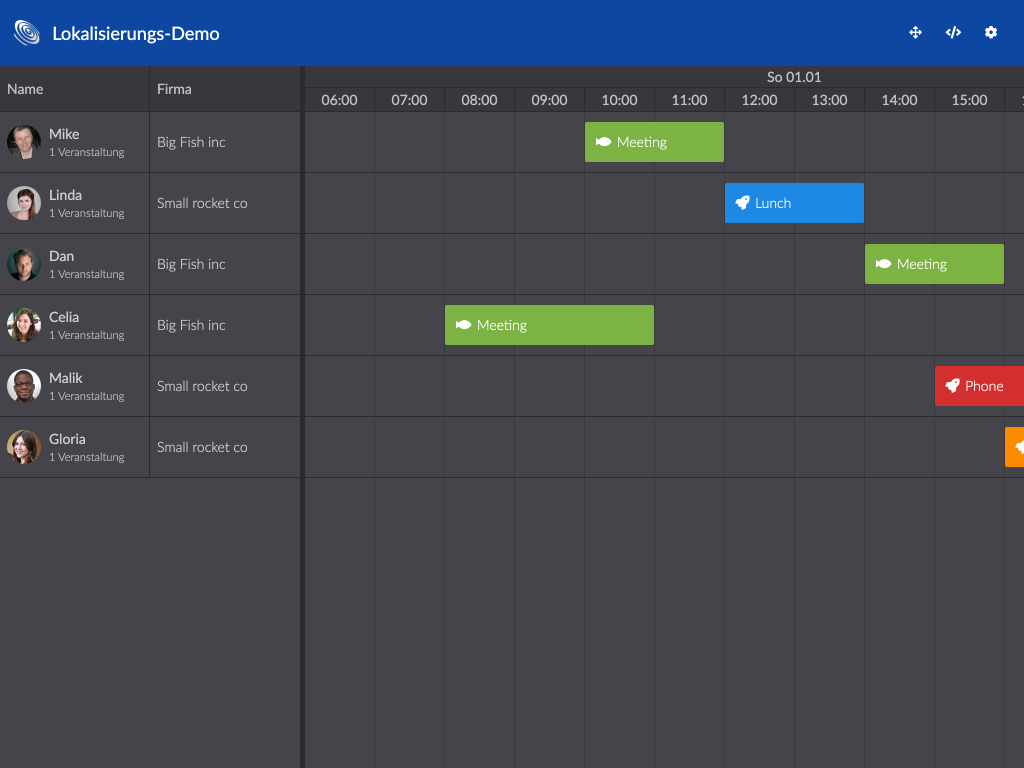 Lokalisierungs-Demo
Name
Firma
So 01.01
06:00 07:00 08:00 09:00 10:00 11:00 12:00 13:00 14:00 15:00
Mike
1 Veranstaltung
Big Fish inc
Meeting
Linda
1 Veranstaltung
Small rocket co
Lunch
Dan
1 Veranstaltung
Big Fish inc
Meeting
Celia
1 Veranstaltung
Big Fish inc
Meeting
Malik
1 Veranstaltung
Small rocket co
Phone
Gloria
1 Veranstaltung
Small rocket co